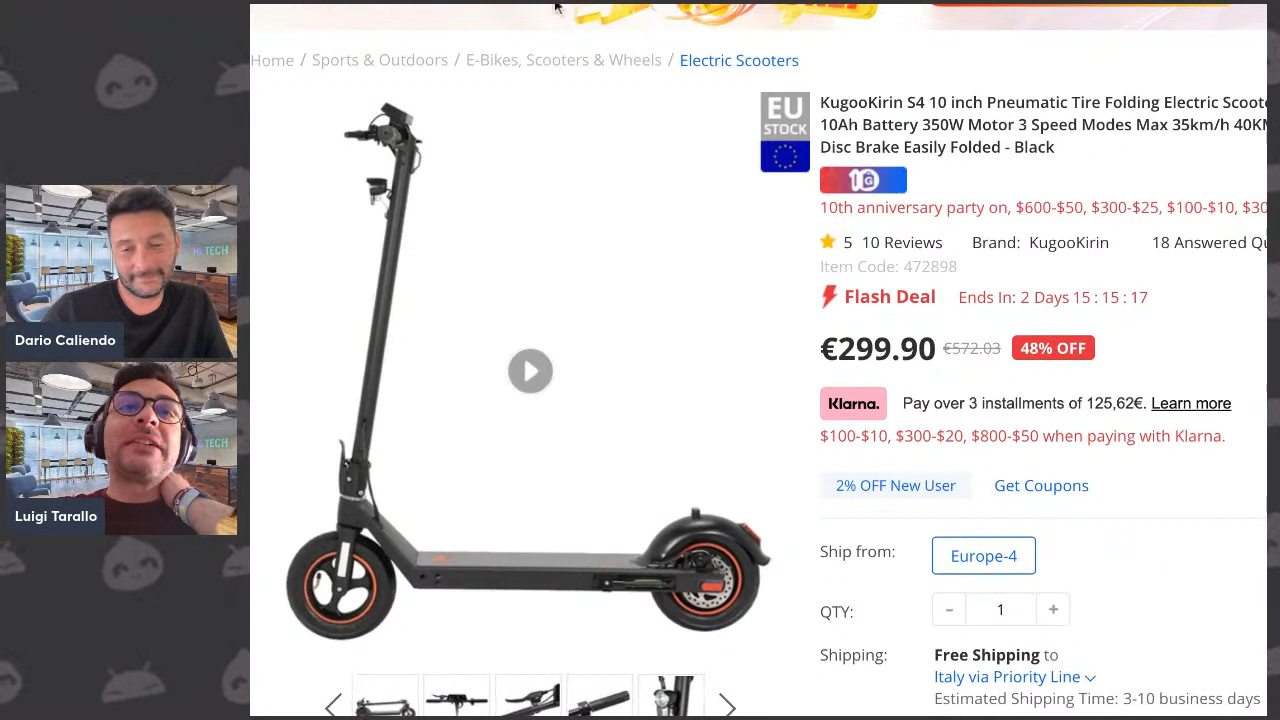 Home / Sports & Outdoors / E-Bikes, Scooters & Wheels / Electric Scooters
EU
STOCK
KugooKirin S4 10 inch Pneumatic Tire Folding Electric
10Ah Battery 350W Motor 3 Speed Modes Max 35km/h
Disc Brake Easily Folded - Black
10th anniversary party on, $600-$50, $300-$25, $100-$10,
5 10 Reviews Brand: KugooKirin 18 Answered
Item Code: 472898
Flash Deal Ends In: 2 Days 15 : 15 : 17
€299.90 €572.03 48% OFF
Klarna. Pay over 3 installments of 125,62€. Learn more
$100-$10, $300-$20, $800-$50 when paying with Klarna.
2% OFF New User Get Coupons
Ship from: Europe-4
QTY: - 1 +
Shipping: Free Shipping to
Italy via Priority Line
Estimated Shipping Time: 3-10 business days
TECH
Dario Caliendo
TECH
Luigi Tarallo